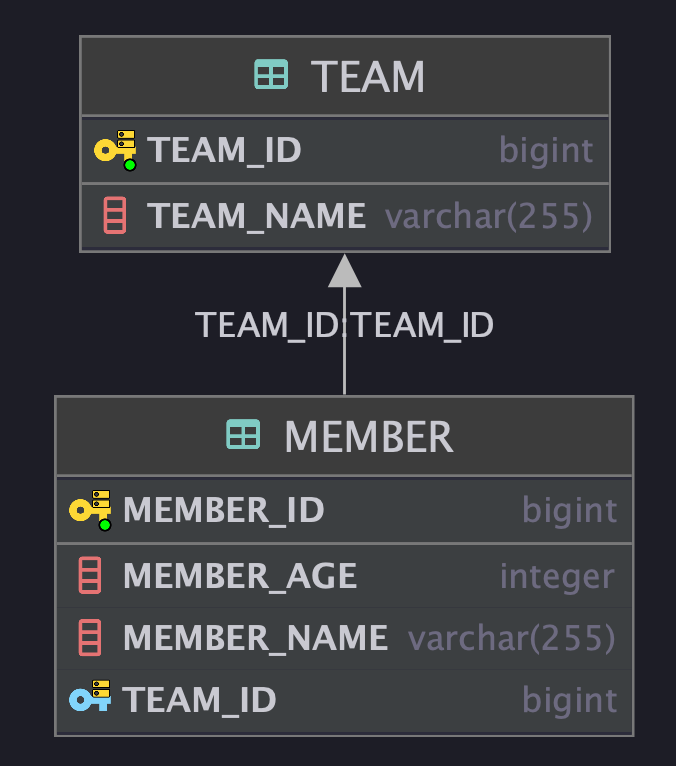 TEAM
TEAM_ID bigint
TEAM_NAME varchar(255)
TEAM_ID:TEAM_ID
MEMBER
MEMBER_ID bigint
MEMBER_AGE integer
MEMBER_NAME varchar(255)
TEAM_ID bigint